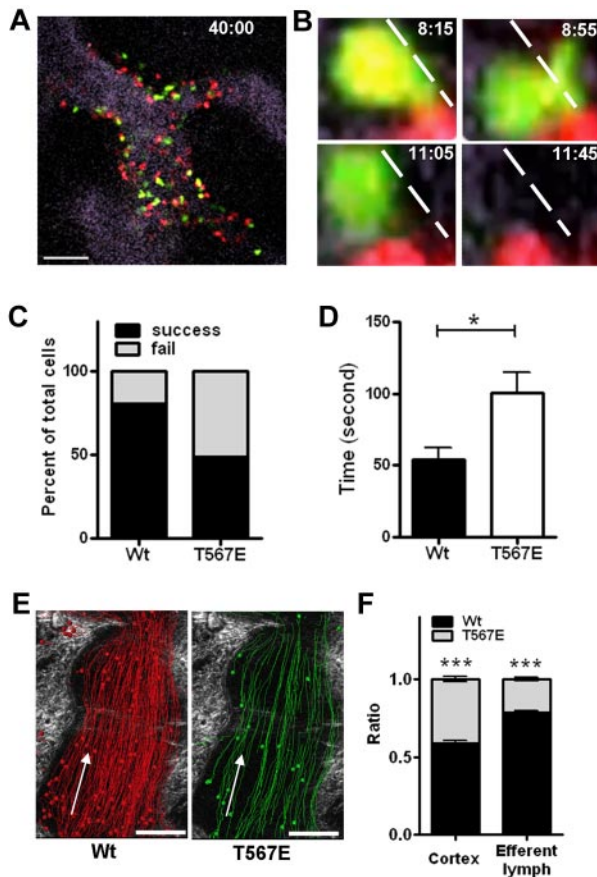 A
40:00
B
8:15
8:55
11:05
11:45
C
success
fail
Percent of total cells
100
50
0
Wt
T567E
D
*
Time (second)
150
100
50
0
Wt
T567E
E
Wt
T567E
F
Wt
T567E
***
***
Ratio
1.0
0.5
0.0
Cortex
Efferent
lymph